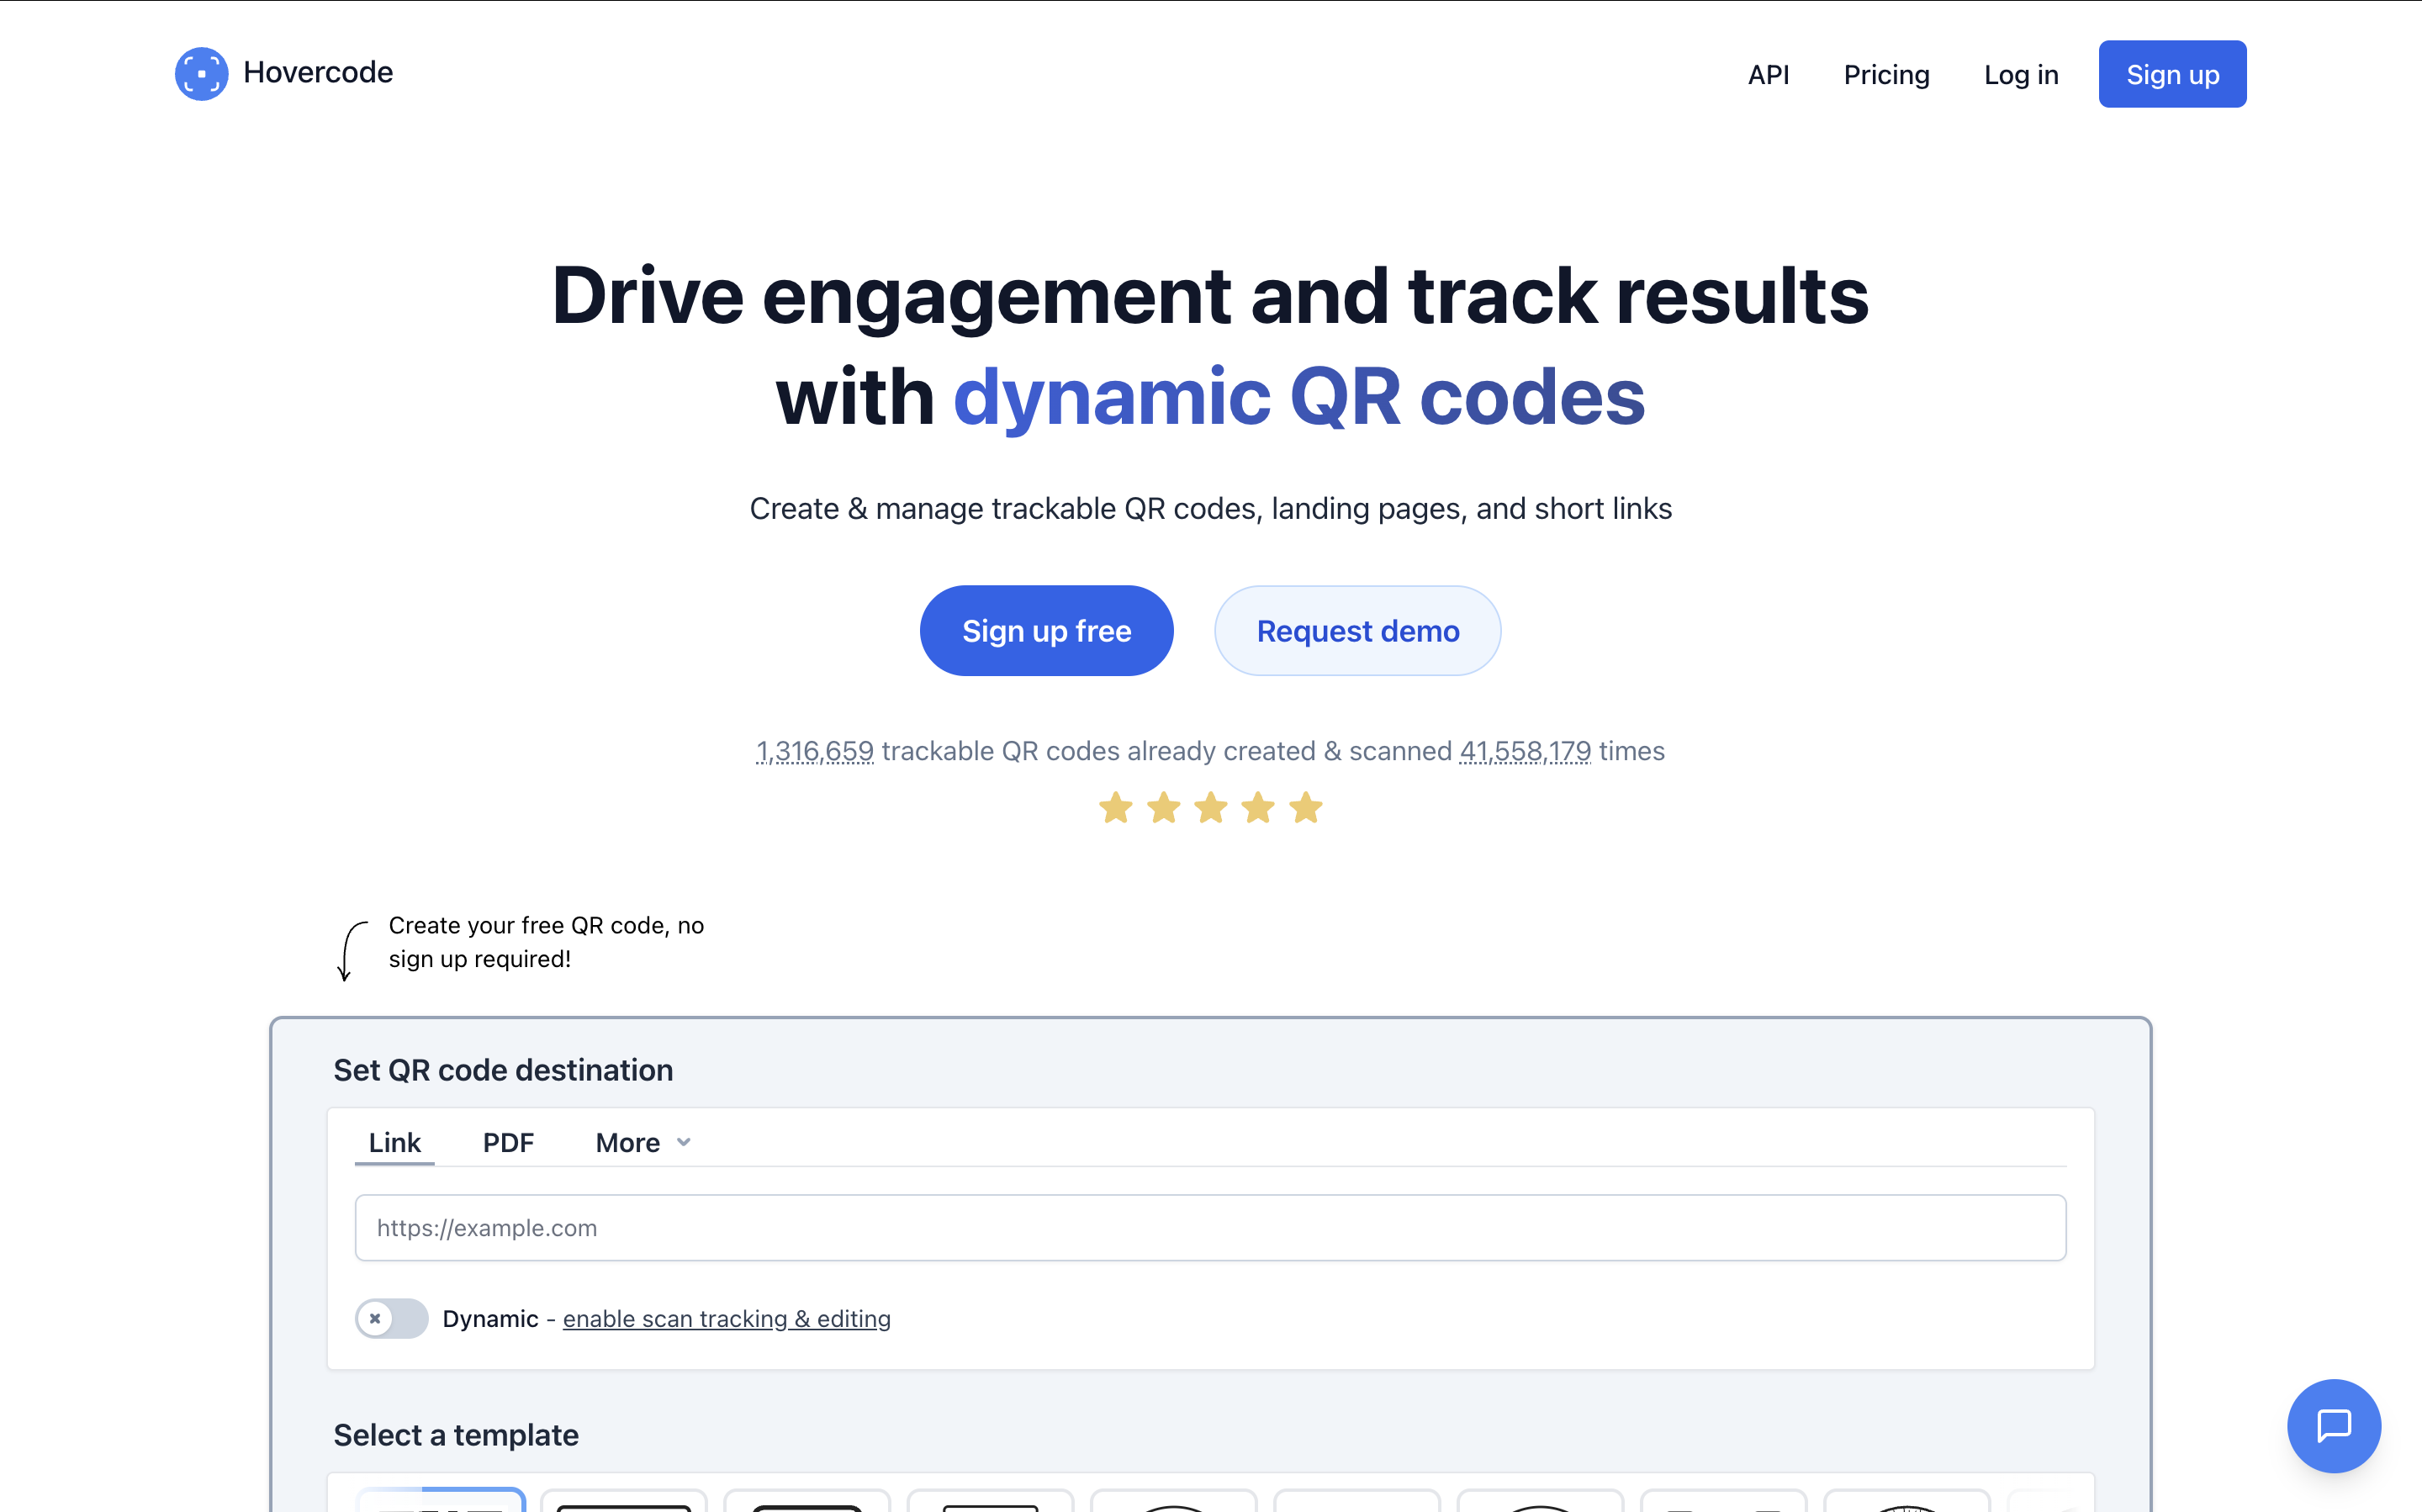 Hovercode
API
Pricing
Log in
Sign up
Drive engagement and track results
with dynamic QR codes
Create & manage trackable QR codes, landing pages, and short links
Sign up free
Request demo
1,316,659 trackable QR codes already created & scanned 41,558,179 times
Create your free QR code, no
sign up required!
Set QR code destination
Link
PDF
More
https://example.com
Dynamic - enable scan tracking & editing
Select a template